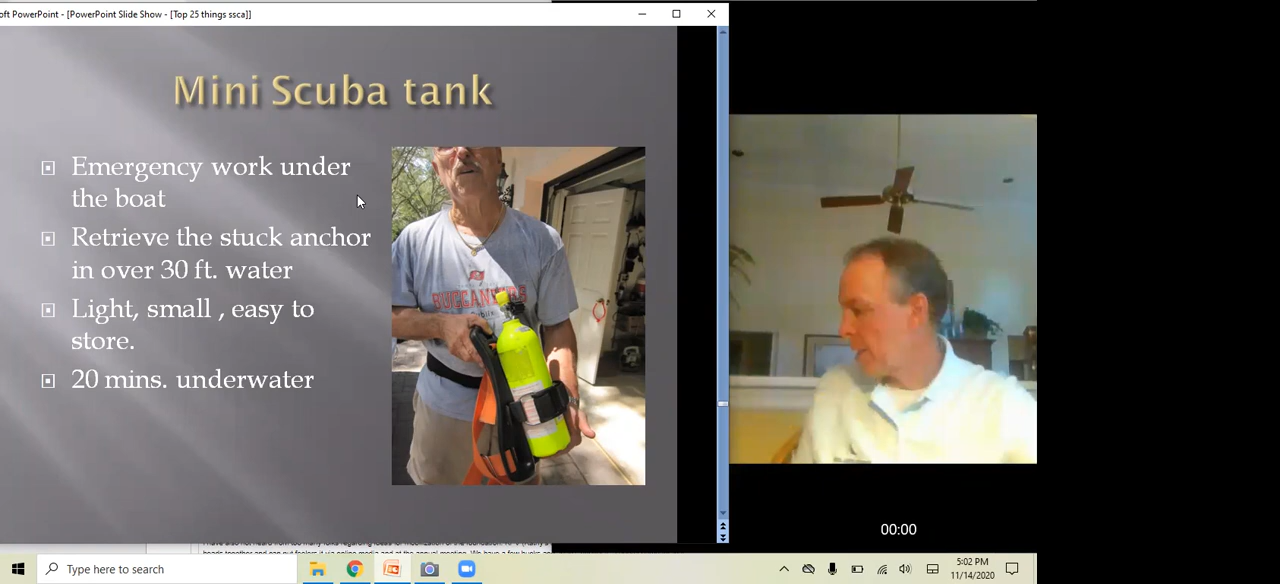 oft PowerPoint - [PowerPoint Slide Show - [Top 25 things ssca]]
Mini Scuba tank
Emergency work under
the boat
Retrieve the stuck anchor
in over 30 ft. water
Light, small , easy to
store.
20 mins. underwater
BUCCANEERS
00:00
Type here to search
5:02 PM
11/14/2020